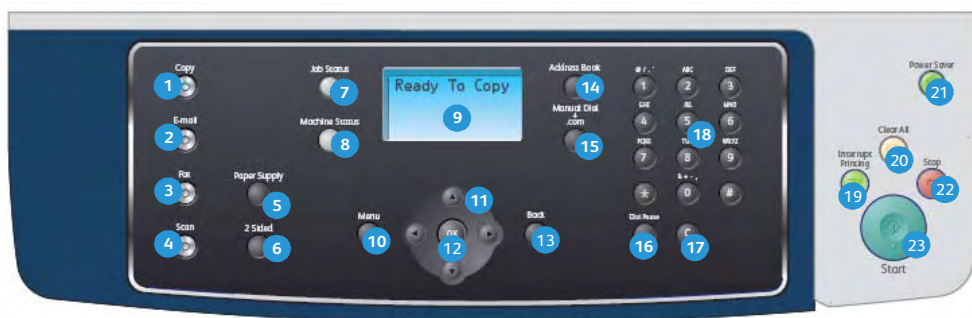 Copy
1
E-mail
2
Fax
3
Scan
4
Job Status
7
Machine Status
8
Paper Supply
5
2 Sided
6
Ready To Copy
9
Menu
10
11
OK
12
Back
13
Address Book
14
Manual Dial
.com
15
@ / . '
1
ABC
2
DEF
3
GHI
4
JKL
5
MNO
6
18
PQRS
7
8
WXYZ
9
*
& + - ,
0
#
Dial Pause
16
C
17
Power Saver
21
Clear All
20
Interrupt
Printing
19
Stop
22
23
Start